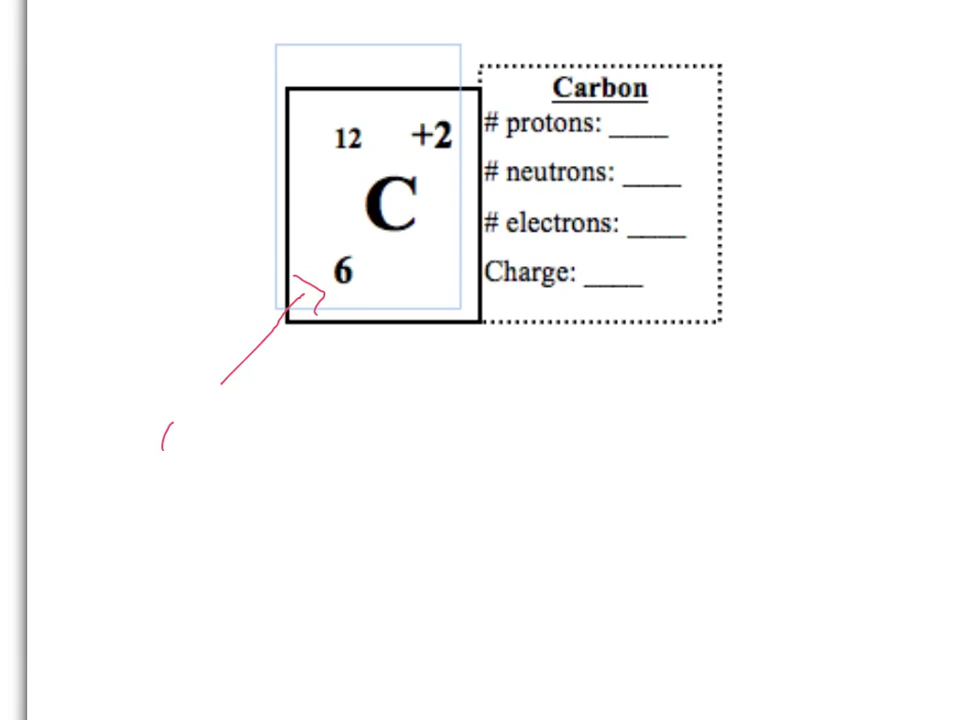 12 +2
C
6
Carbon
# protons: ____
# neutrons: ____
# electrons: ____
Charge: ____